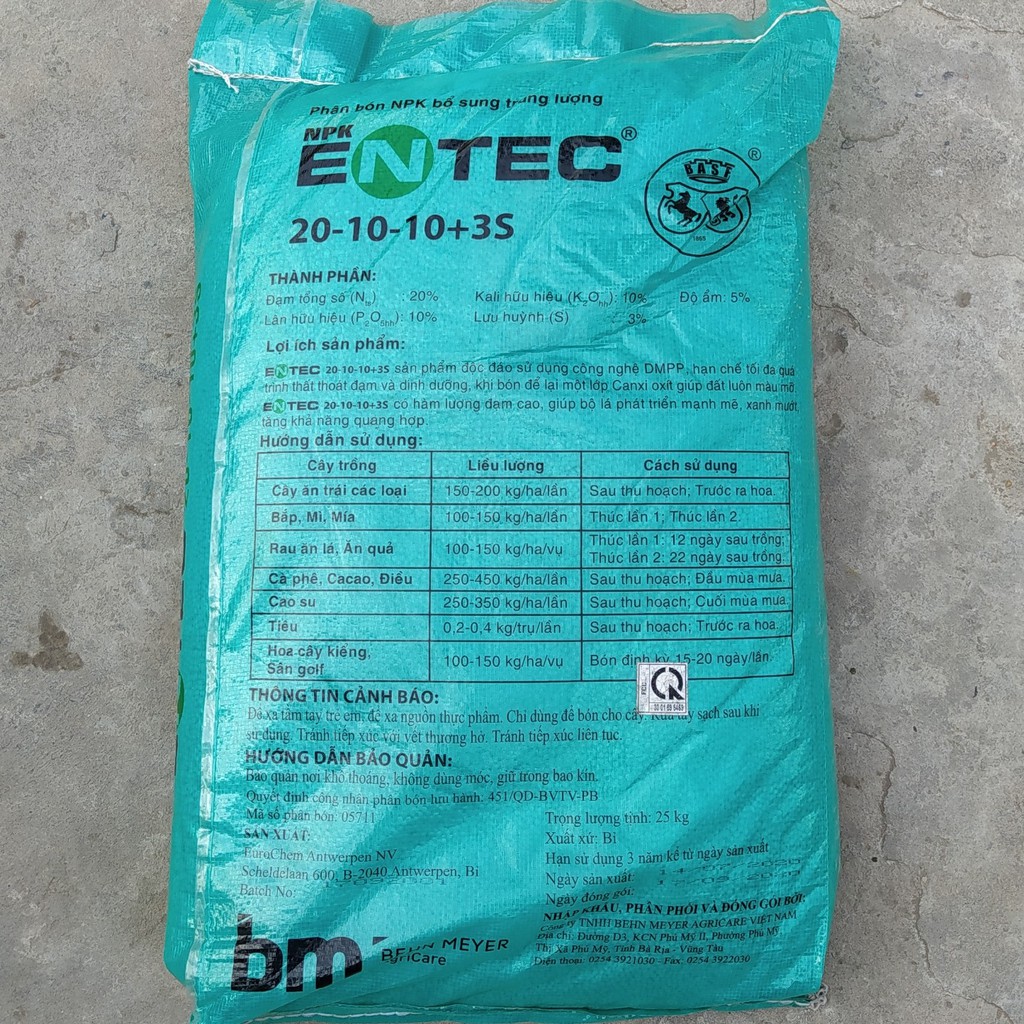 Phân bón NPK bổ sung trung lượng
NPK
ENTEC®
BASF ®
1865
20-10-10+3S
THÀNH PHẦN:
Đạm tổng số (Nts) : 20% Kali hữu hiệu (K2Ohh): 10% Độ ẩm: 5%
Lân hữu hiệu (P2O5hh): 10% Lưu huỳnh (S) : 3%
Lợi ích sản phẩm:
ENTEC 20-10-10+3S sản phẩm độc đáo sử dụng công nghệ DMPP, hạn chế tối đa quá
trình thất thoát đạm và dinh dưỡng, khi bón để lại một lớp Canxi oxít giúp đất luôn màu mỡ.
ENTEC 20-10-10+3S có hàm lượng đạm cao, giúp bộ lá phát triển mạnh mẽ, xanh mướt,
tăng khả năng quang hợp.
Hướng dẫn sử dụng:
Cây trồng Liều lượng Cách sử dụng
Cây ăn trái các loại 150-200 kg/ha/lần Sau thu hoạch; Trước ra hoa.
Bắp, Mì, Mía 100-150 kg/ha/lần Thúc lần 1; Thúc lần 2.
Rau ăn lá, Ăn quả 100-150 kg/ha/vụ Thúc lần 1: 12 ngày sau trồng;
Thúc lần 2: 22 ngày sau trồng.
Cà phê, Cacao, Điều 250-450 kg/ha/lần Sau thu hoạch; Đầu mùa mưa.
Cao su 250-350 kg/ha/lần Sau thu hoạch; Cuối mùa mưa.
Tiêu 0,2-0,4 kg/trụ/lần Sau thu hoạch; Trước ra hoa.
Hoa cây kiểng,
Sân golf 100-150 kg/ha/vụ Bón định kỳ 15-20 ngày/lần.
THÔNG TIN CẢNH BÁO:
Để xa tầm tay trẻ em, để xa nguồn thực phẩm. Chỉ dùng để bón cho cây. Rửa tay sạch sau khi
sử dụng. Tránh tiếp xúc với vết thương hở. Tránh tiếp xúc liên tục.
HƯỚNG DẪN BẢO QUẢN:
Bảo quản nơi khô thoáng, không dùng móc, giữ trong bao kín.
Quyết định công nhận phân bón lưu hành: 451/QD-BVTV-PB
Mã số phân bón: 05711
SẢN XUẤT:
EuroChem Antwerpen NV
Scheldelaan 600, B-2040 Antwerpen, Bỉ
Batch No:
Trọng lượng tịnh: 25 kg
Xuất xứ: Bỉ
Hạn sử dụng 3 năm kể từ ngày sản xuất
Ngày sản xuất:
Ngày đóng gói:
NHẬP KHẨU, PHÂN PHỐI VÀ ĐÓNG GÓI BỞI:
Công ty TNHH BEHN MEYER AGRICARE VIỆT NAM
Địa chỉ: Đường D3, KCN Phú Mỹ II, Phường Phú Mỹ
Thị Xã Phú Mỹ, Tỉnh Bà Rịa - Vũng Tàu
Điện thoại: 0254 3921030 - Fax: 0254 3922030
bm
BEHN MEYER
AgriCare